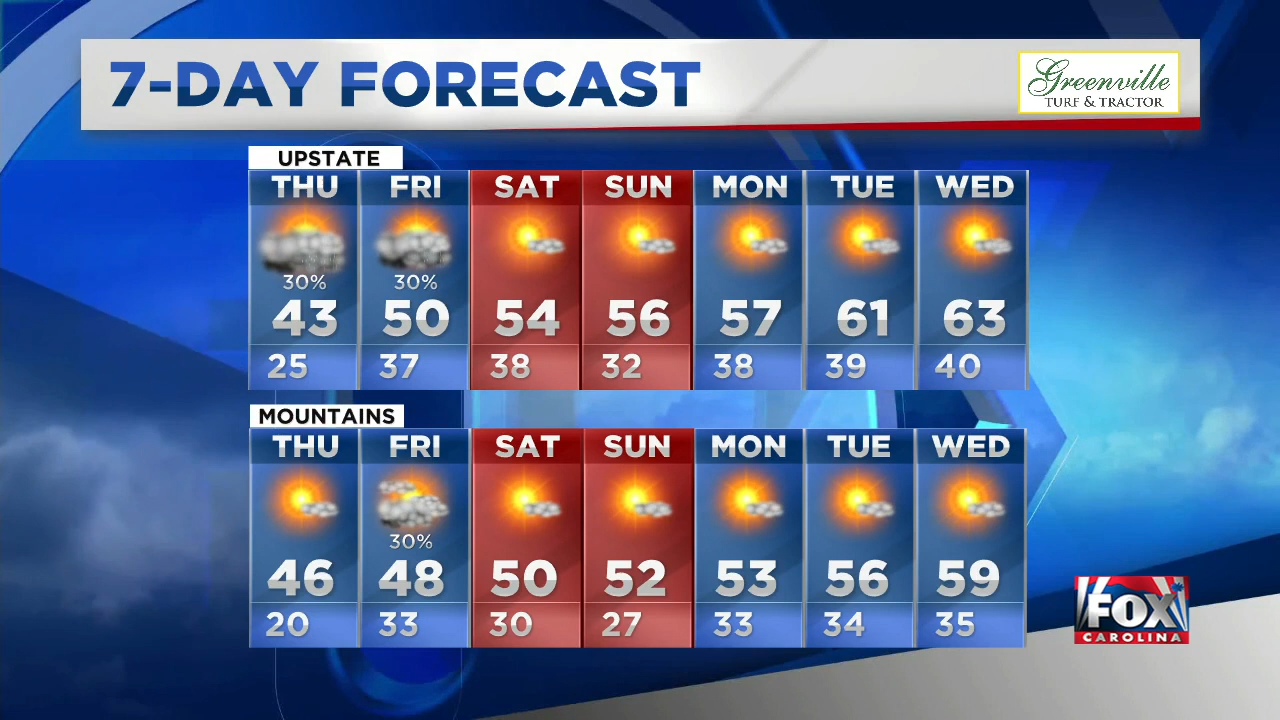 7-DAY FORECAST
Greenville
TURF & TRACTOR
UPSTATE
THU FRI SAT SUN MON TUE WED
30% 30%
43 50 54 56 57 61 63
25 37 38 32 38 39 40
MOUNTAINS
THU FRI SAT SUN MON TUE WED
30%
46 48 50 52 53 56 59
20 33 30 27 33 34 35
FOX
CAROLINA